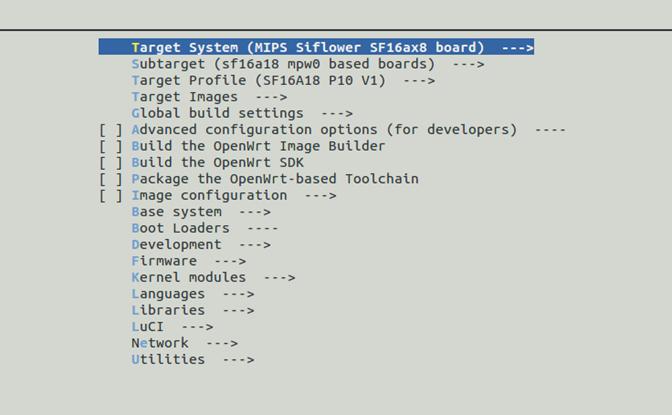 Target System (MIPS Siflower SF16ax8 board)  --->
Subtarget (sf16a18 mpw0 based boards)  --->
Target Profile (SF16A18 P10 V1)  --->
Target Images  --->
Global build settings  --->
[ ] Advanced configuration options (for developers)  ----
[ ] Build the OpenWrt Image Builder
[ ] Build the OpenWrt SDK
[ ] Package the OpenWrt-based Toolchain
[ ] Image configuration  --->
Base system  --->
Boot Loaders  ----
Development  --->
Firmware  --->
Kernel modules  --->
Languages  --->
Libraries  --->
LuCI  --->
Network  --->
Utilities  --->